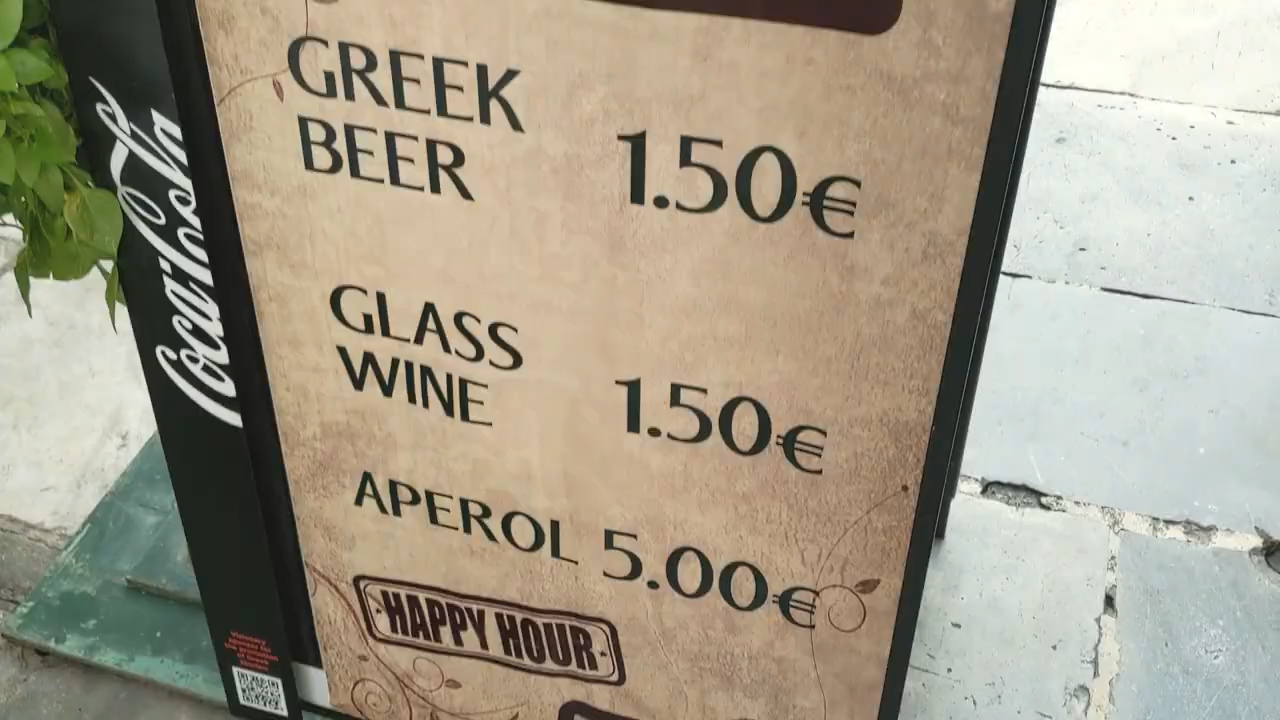 GREEK
BEER 1.50€
GLASS
WINE 1.50€
APEROL 5.00€
HAPPY HOUR
Coca-Cola